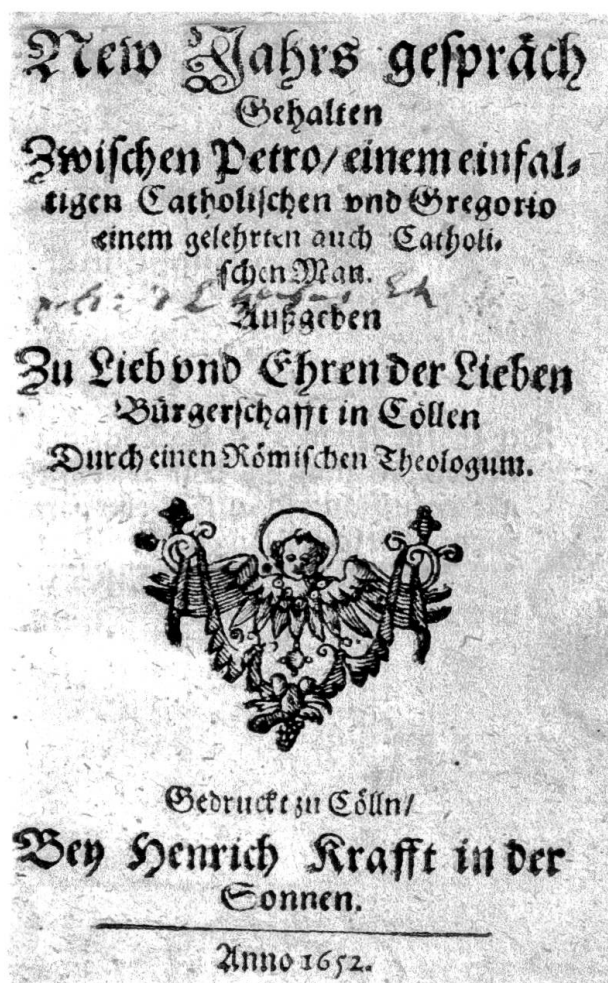 New Jahrs gespräch
Gehalten
Zwischen Petro/ einem einfal-
tigen Catholischen vnd Gregorio
einem gelehrten auch Catholi-
schen Man.
Außgeben
Zu Lieb vnd Ehren der Lieben
Bürgerschafft in Cöllen
Durch einen Römischen Theologum.
Gedruckt zu Cölln/
Bey Henrich Krafft in der
Sonnen.
Anno 1652.